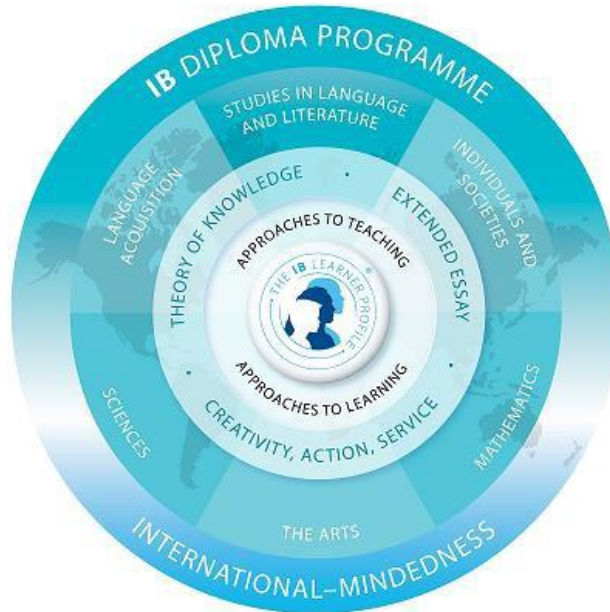 IB DIPLOMA PROGRAMME
STUDIES IN LANGUAGE
AND LITERATURE
LANGUAGE
ACQUISITION
INDIVIDUALS AND
SOCIETIES
THEORY OF KNOWLEDGE ·
EXTENDED ESSAY ·
APPROACHES TO TEACHING
THE IB LEARNER PROFILE ®
APPROACHES TO LEARNING
· CREATIVITY, ACTION, SERVICE
SCIENCES
MATHEMATICS
THE ARTS
INTERNATIONAL–MINDEDNESS